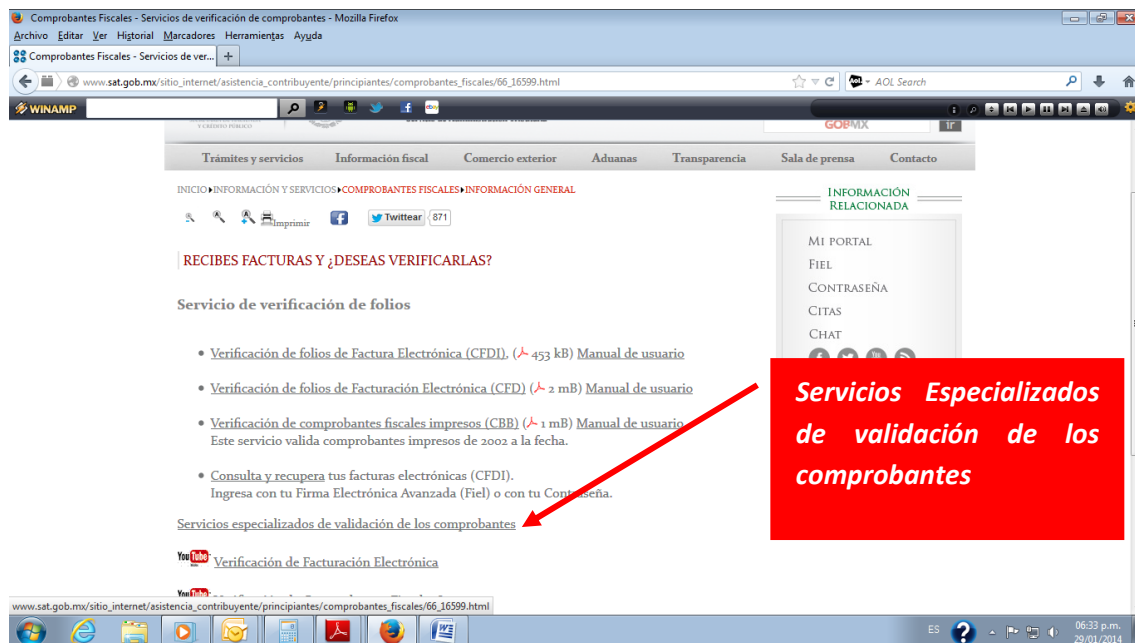 Comprobantes Fiscales - Servicios de verificación de comprobantes - Mozilla Firefox
Archivo Editar Ver Historial Marcadores Herramientas Ayuda
Comprobantes Fiscales - Servicios de ver...
www.sat.gob.mx/sitio_internet/asistencia_contribuyente/principiantes/comprobantes_fiscales/66_16599.html
AOL Search
WINAMP
Y CRÉDITO PÚBLICO
GOBMX
Ir
Trámites y servicios Información fiscal Comercio exterior Aduanas Transparencia Sala de prensa Contacto
INICIO INFORMACIÓN Y SERVICIOS COMPROBANTES FISCALES INFORMACIÓN GENERAL
Imprimir Twittear 871
RECIBES FACTURAS Y ¿DESEAS VERIFICARLAS?
Servicio de verificación de folios
• Verificación de folios de Factura Electrónica (CFDI), (453 kB) Manual de usuario
• Verificación de folios de Facturación Electrónica (CFD) (2 mB) Manual de usuario
• Verificación de comprobantes fiscales impresos (CBB) (1 mB) Manual de usuario
Este servicio valida comprobantes impresos de 2002 a la fecha.
• Consulta y recupera tus facturas electrónicas (CFDI).
Ingresa con tu Firma Electrónica Avanzada (Fiel) o con tu Contraseña.
Servicios especializados de validación de los comprobantes
YouTube Verificación de Facturación Electrónica
INFORMACIÓN
RELACIONADA
MI PORTAL
FIEL
CONTRASEÑA
CITAS
CHAT
Servicios Especializados
de validación de los
comprobantes
www.sat.gob.mx/sitio_internet/asistencia_contribuyente/principiantes/comprobantes_fiscales/66_16599.html
ES
06:33 p.m.
29/01/2014